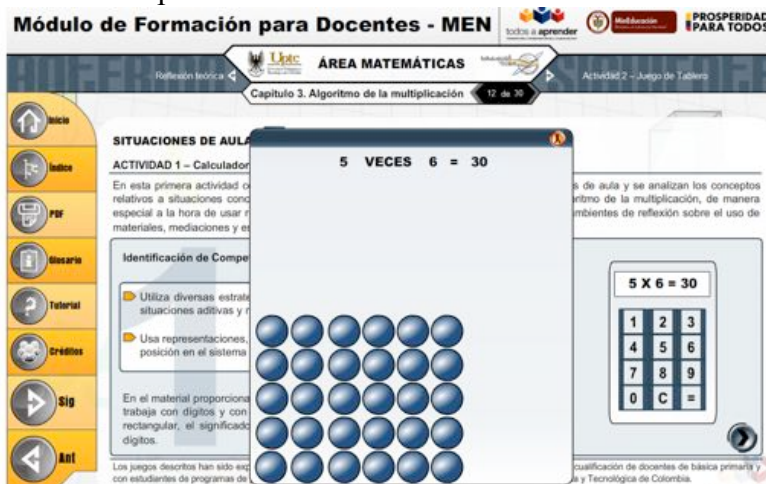 Módulo de Formación para Docentes - MEN
todos a aprender
MinEducación
PROSPERIDAD
PARA TODOS
Reflexión teórica
Uptc
ÁREA MATEMÁTICAS
Actividad 2 – Juego de Tablero
Capítulo 3. Algoritmo de la multiplicación
12 de 30
Inicio
Índice
PDF
Glosario
Tutorial
Créditos
Sig
Ant
SITUACIONES DE AULA
ACTIVIDAD 1 – Calculador
En esta primera actividad
s de aula y se analizan los conceptos
relativos a situaciones conc
ritmo de la multiplicación, de manera
especial a la hora de usar
mbientes de reflexión sobre el uso de
materiales, mediaciones y es
Identificación de Compe
Utiliza diversas estrate
situaciones aditivas y
Usa representaciones,
posición en el sistema
En el material proporciona
trabaja con dígitos y con
rectangular, el significado
dígitos.
5 VECES 6 = 30
5 X 6 = 30
1 2 3
4 5 6
7 8 9
0 C =
Los juegos descritos han sido exp
cualificación de docentes de básica primaria y
con estudiantes de programas de
a y Tecnológica de Colombia.